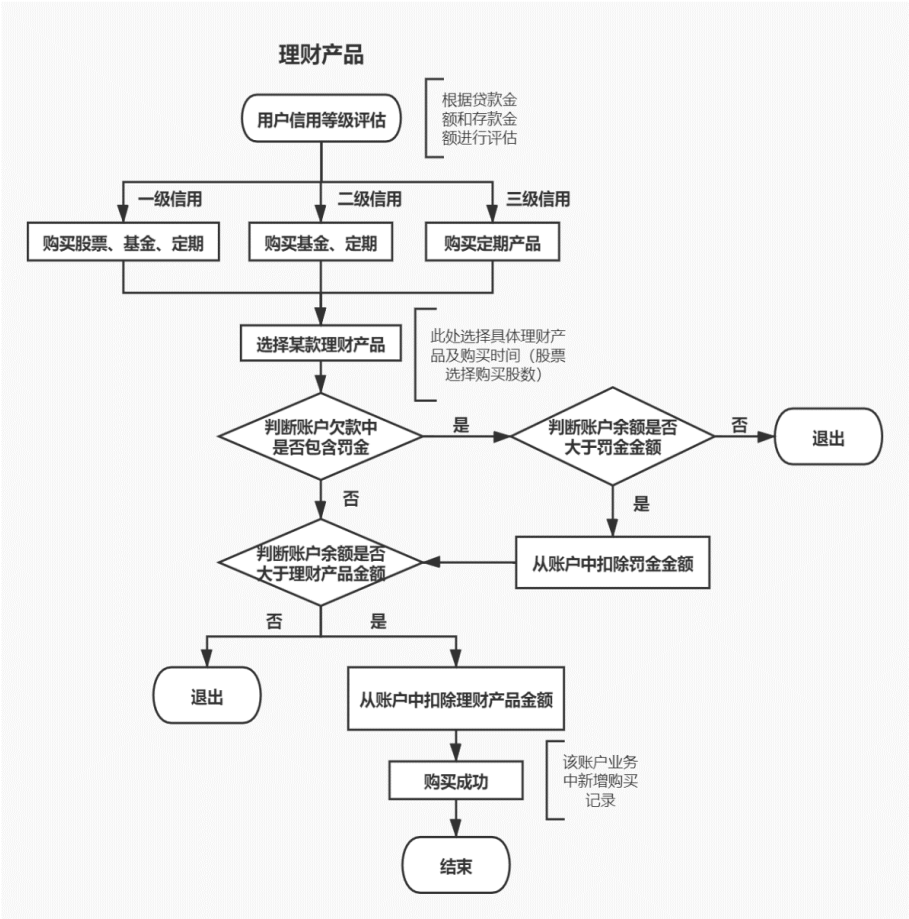 理财产品
用户信用等级评估
根据贷款金
额和存款金
额进行评估
一级信用
二级信用
三级信用
购买股票、基金、定期
购买基金、定期
购买定期产品
选择某款理财产品
此处选择具体理财产
品及购买时间（股票
选择购买股数）
判断账户欠款中
是否包含罚金
是
判断账户余额是否
大于罚金金额
否
退出
否
是
判断账户余额是否
大于理财产品金额
从账户中扣除罚金金额
否
是
退出
从账户中扣除理财产品金额
购买成功
该账户业务
中新增购买
记录
结束